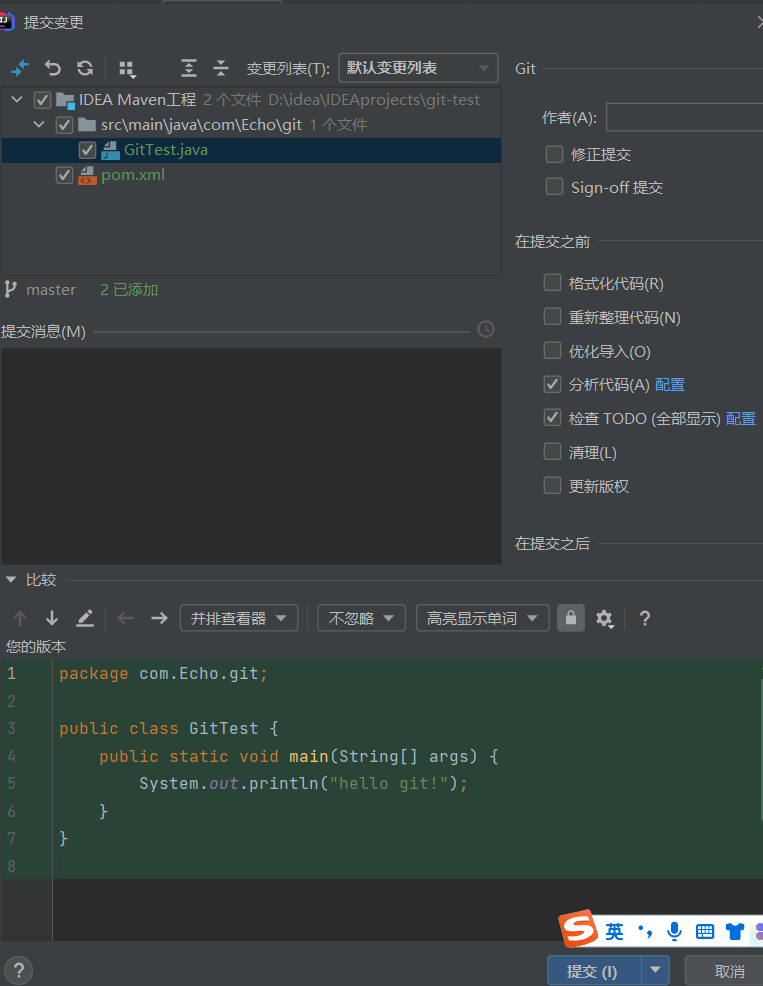 提交变更
变更列表(T): 默认变更列表
IDEA Maven工程 2 个文件 D:\idea\IDEAprojects\git-test
src\main\java\com\Echo\git 1 个文件
GitTest.java
pom.xml
master 2 已添加
提交消息(M)
Git
作者(A):
修正提交
Sign-off 提交
在提交之前
格式化代码(R)
重新整理代码(N)
优化导入(O)
分析代码(A) 配置
检查 TODO (全部显示) 配置
清理(L)
更新版权
在提交之后
比较
并排查看器 不忽略 高亮显示单词 ?
您的版本
1 package com.Echo.git;
2
3 public class GitTest {
4 public static void main(String[] args) {
5 System.out.println("hello git!");
6 }
7 }
8
S 英
? 提交 (I) 取消